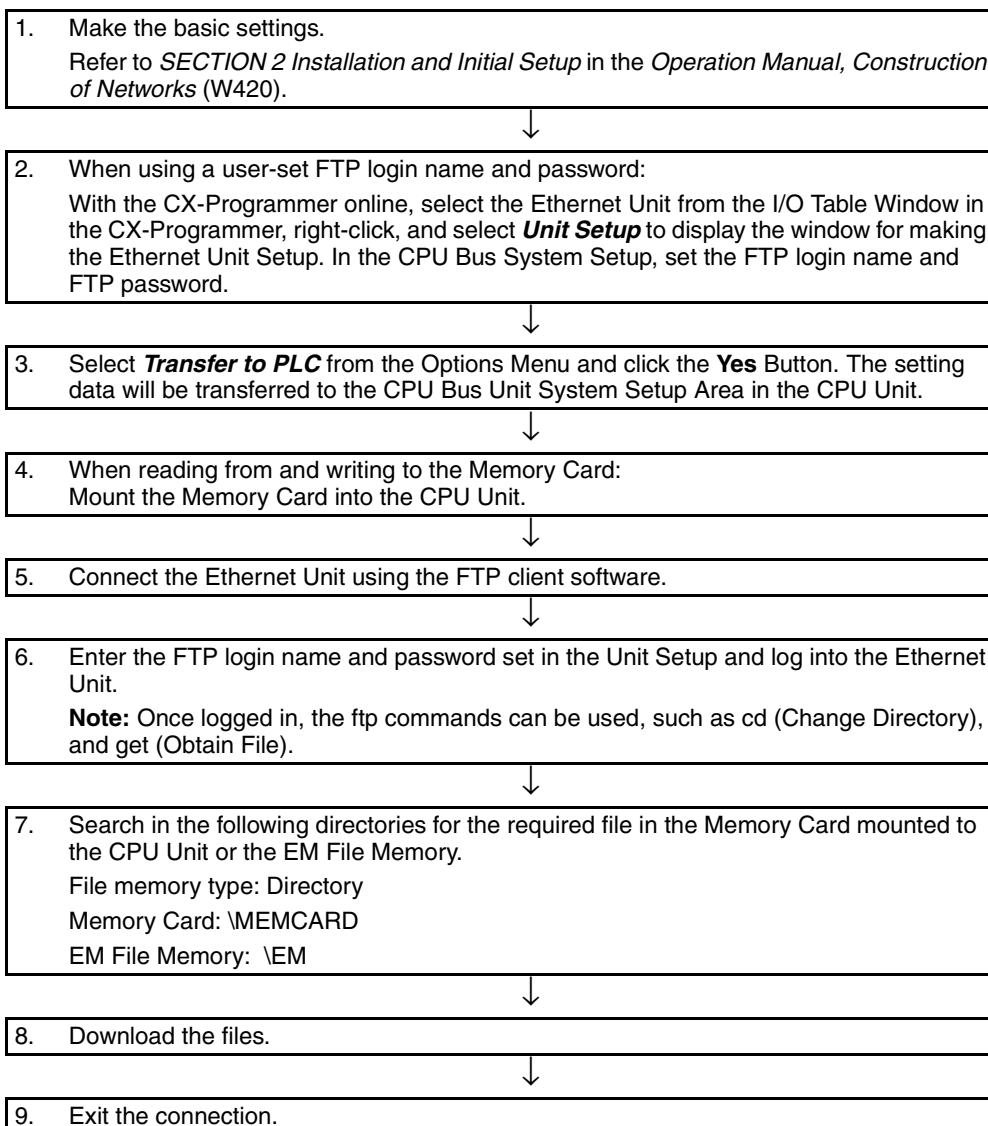 1. Make the basic settings.
Refer to SECTION 2 Installation and Initial Setup in the Operation Manual, Construction
of Networks (W420).
↓
2. When using a user-set FTP login name and password:
With the CX-Programmer online, select the Ethernet Unit from the I/O Table Window in
the CX-Programmer, right-click, and select Unit Setup to display the window for making
the Ethernet Unit Setup. In the CPU Bus System Setup, set the FTP login name and
FTP password.
↓
3. Select Transfer to PLC from the Options Menu and click the Yes Button. The setting
data will be transferred to the CPU Bus Unit System Setup Area in the CPU Unit.
↓
4. When reading from and writing to the Memory Card:
Mount the Memory Card into the CPU Unit.
↓
5. Connect the Ethernet Unit using the FTP client software.
↓
6. Enter the FTP login name and password set in the Unit Setup and log into the Ethernet
Unit.
Note: Once logged in, the ftp commands can be used, such as cd (Change Directory),
and get (Obtain File).
↓
7. Search in the following directories for the required file in the Memory Card mounted to
the CPU Unit or the EM File Memory.
File memory type: Directory
Memory Card: \MEMCARD
EM File Memory: \EM
↓
8. Download the files.
↓
9. Exit the connection.